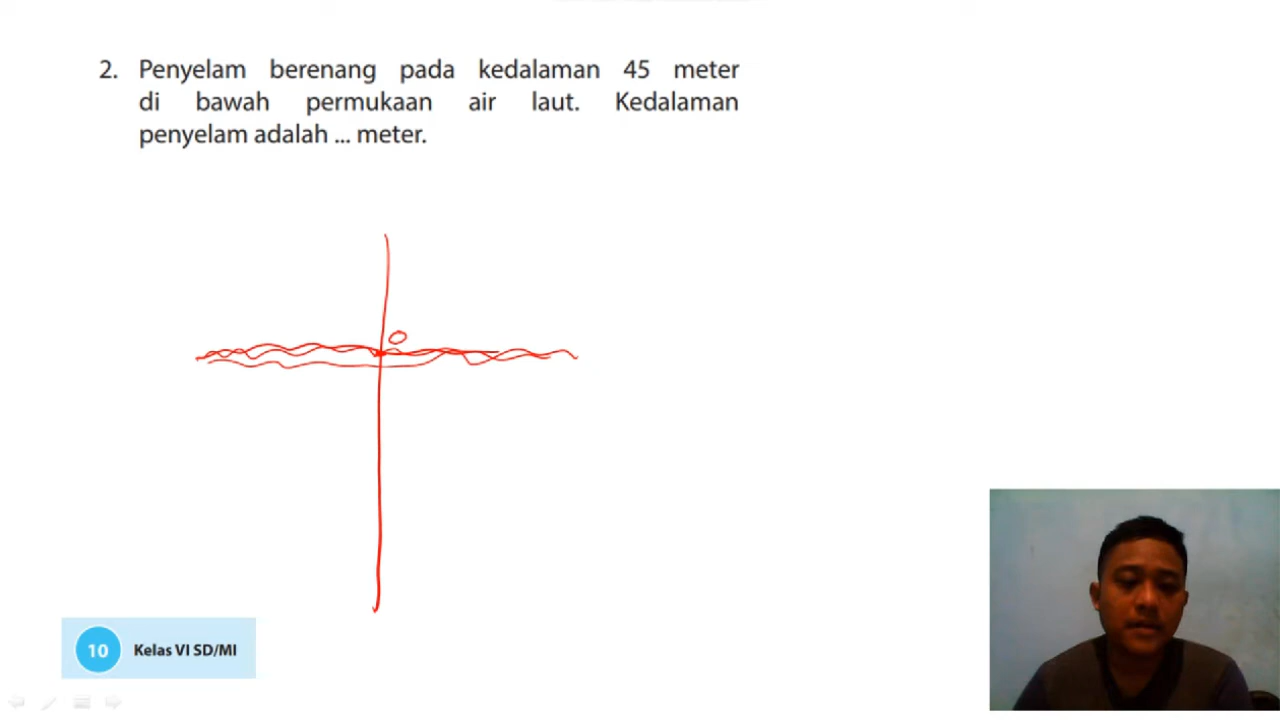 2. Penyelam berenang pada kedalaman 45 meter
di bawah permukaan air laut. Kedalaman
penyelam adalah ... meter.
0
10 Kelas VI SD/MI